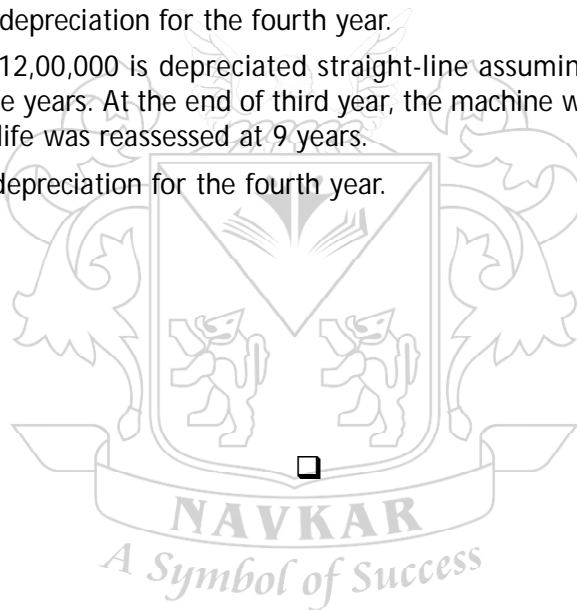 depreciation for the fourth year.
12,00,000 is depreciated straight-line assumin
e years. At the end of third year, the machine w
life was reassessed at 9 years.
depreciation for the fourth year.
NAVKAR
A Symbol of Success